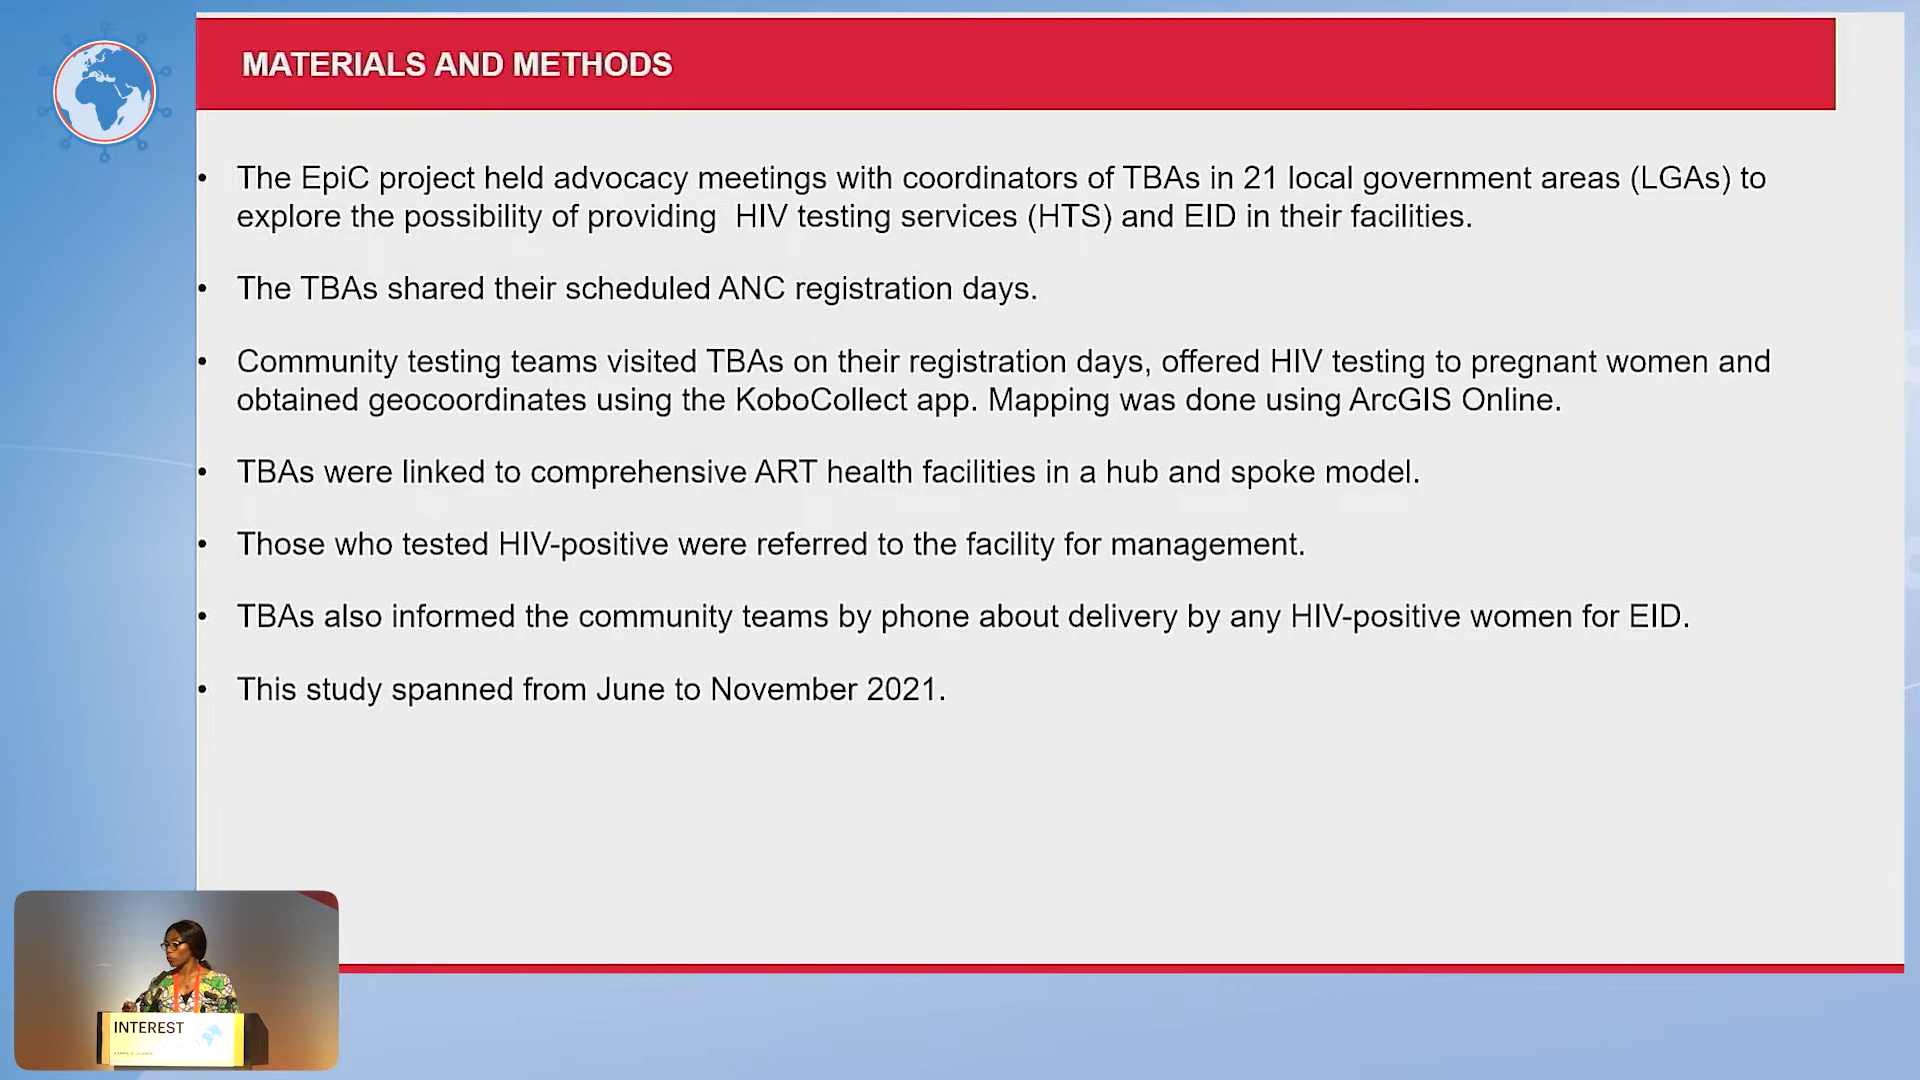 MATERIALS AND METHODS
• The EpiC project held advocacy meetings with coordinators of TBAs in 21 local government areas (LGAs) to
explore the possibility of providing  HIV testing services (HTS) and EID in their facilities.
• The TBAs shared their scheduled ANC registration days.
• Community testing teams visited TBAs on their registration days, offered HIV testing to pregnant women and
obtained geocoordinates using the KoboCollect app. Mapping was done using ArcGIS Online.
• TBAs were linked to comprehensive ART health facilities in a hub and spoke model.
• Those who tested HIV-positive were referred to the facility for management.
• TBAs also informed the community teams by phone about delivery by any HIV-positive women for EID.
• This study spanned from June to November 2021.
INTEREST